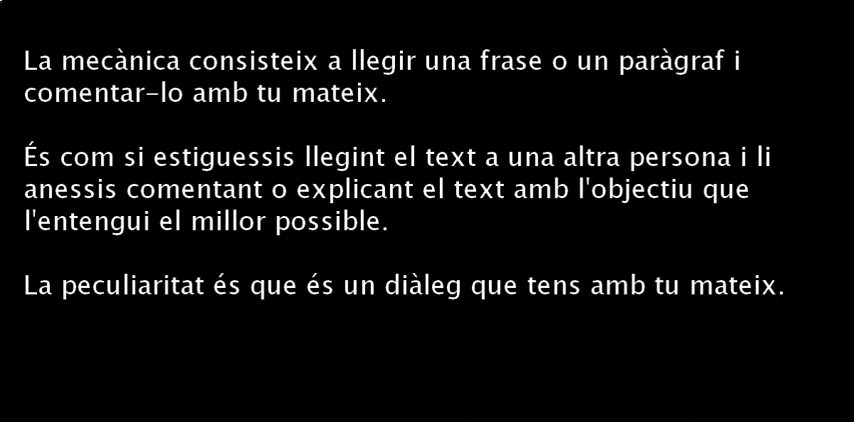 La mecànica consisteix a llegir una frase o un paràgraf i
comentar-lo amb tu mateix.
És com si estiguessis llegint el text a una altra persona i li
anessis comentant o explicant el text amb l'objectiu que
l'entengui el millor possible.
La peculiaritat és que és un diàleg que tens amb tu mateix.